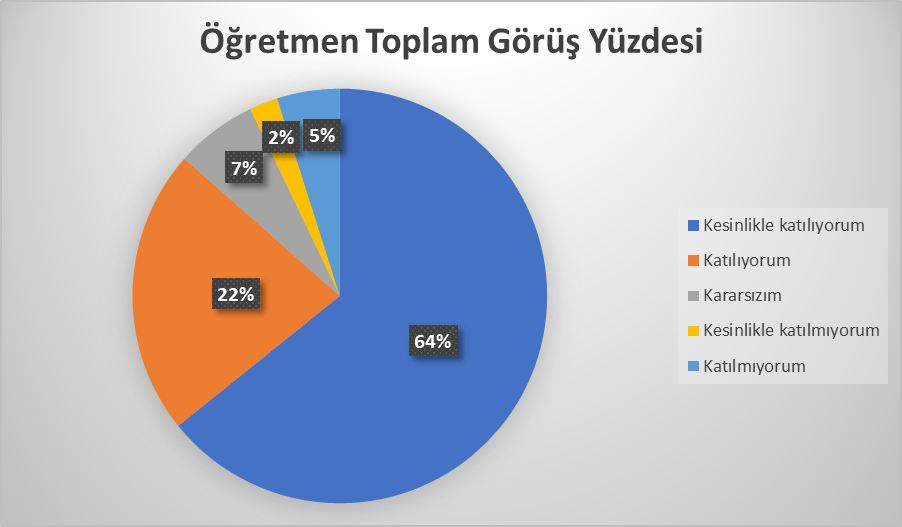 Öğretmen Toplam Görüş Yüzdesi
2%
5%
7%
22%
64%
Kesinlikle katılıyorum
Katılıyorum
Kararsızım
Kesinlikle katılmıyorum
Katılmıyorum